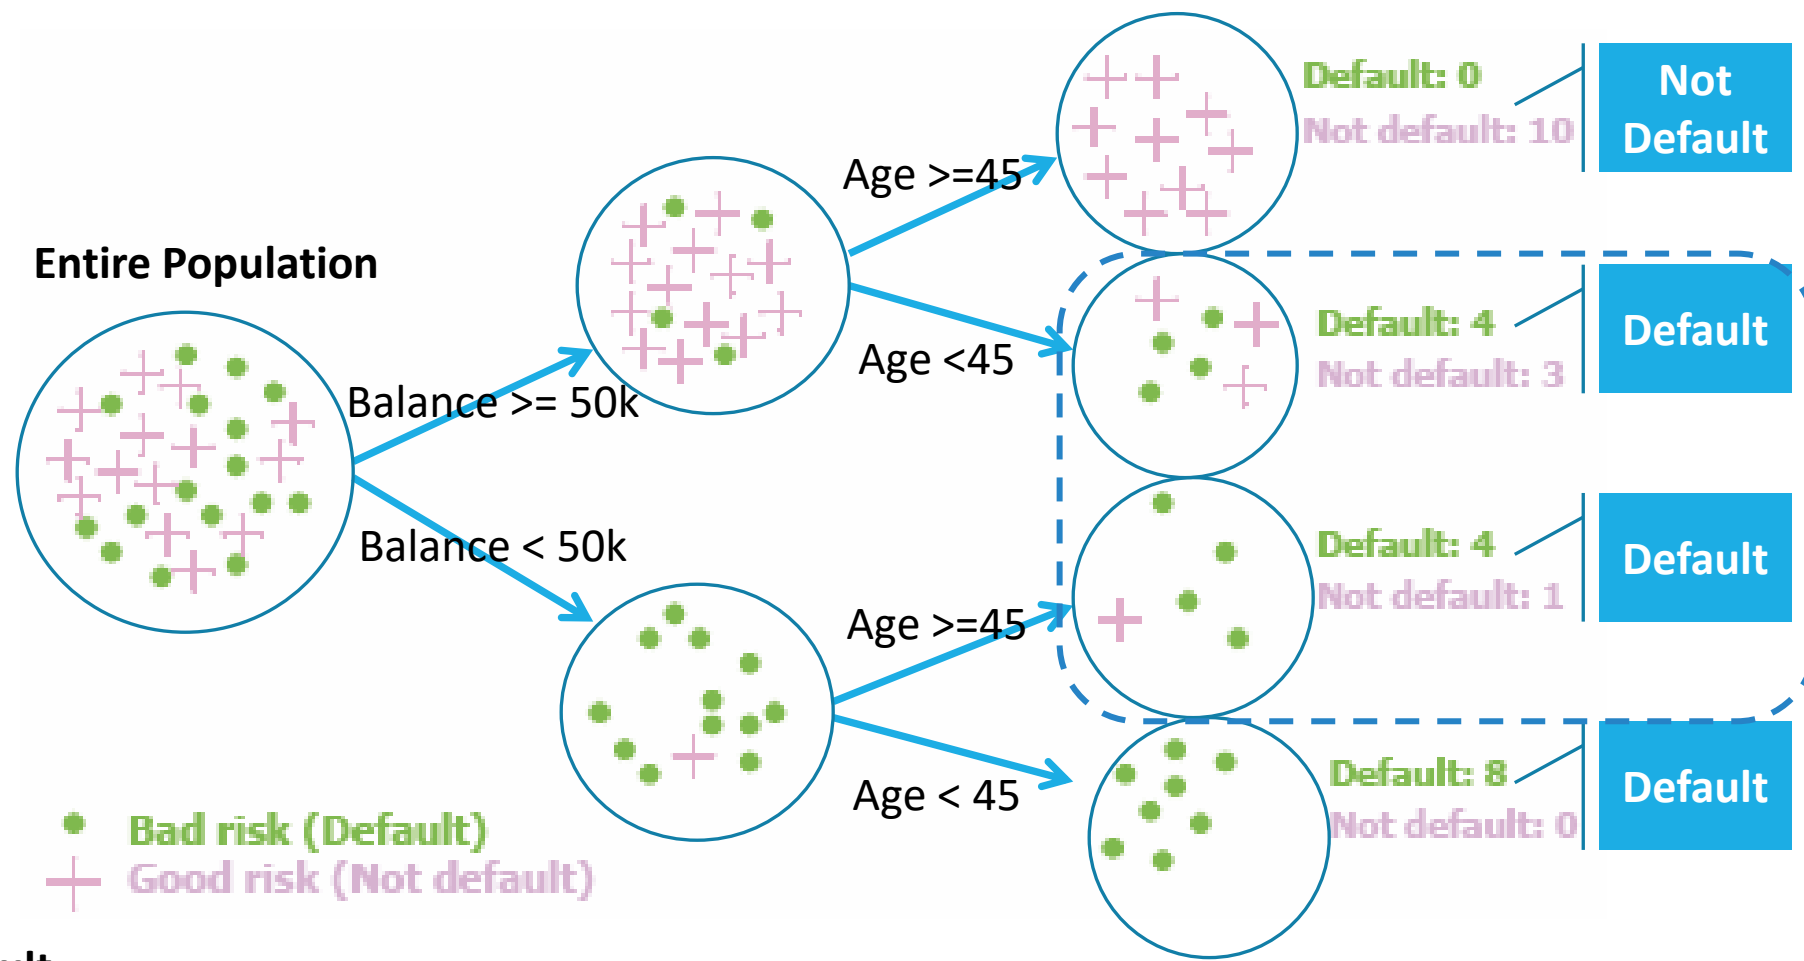 Entire Population
Balance >= 50k
Balance < 50k
Age >=45
Age <45
Age >=45
Age < 45
Default: 0
Not default: 10
Not
Default
Default: 4
Not default: 3
Default
Default: 4
Not default: 1
Default
Default: 8
Not default: 0
Default
Bad risk (Default)
Good risk (Not default)